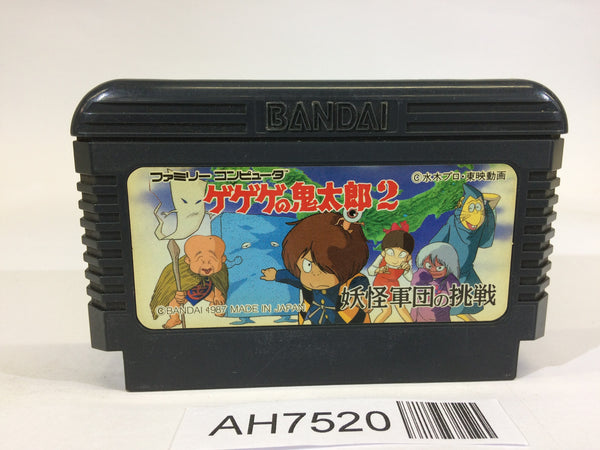 BANDAI
ファミリー コンピュータ
©水木プロ・東映動画
ゲゲゲの鬼太郎2
妖怪軍団の挑戦
©BANDAI 1987 MADE IN JAPAN
AH7520